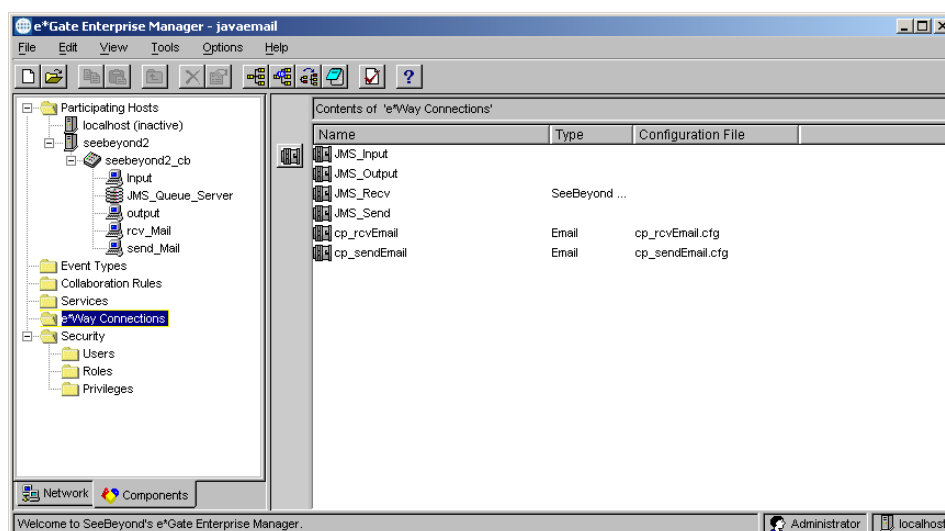 e*Gate Enterprise Manager - javaemail
File Edit View Tools Options Help
Participating Hosts
localhost (inactive)
seebeyond2
seebeyond2_cb
Input
JMS_Queue_Server
output
rcv_Mail
send_Mail
Event Types
Collaboration Rules
Services
e*Way Connections
Security
Users
Roles
Privileges
Network Components
Contents of 'e*Way Connections'
Name Type Configuration File
JMS_Input
JMS_Output
JMS_Recv SeeBeyond ...
JMS_Send
cp_rcvEmail Email cp_rcvEmail.cfg
cp_sendEmail Email cp_sendEmail.cfg
Welcome to SeeBeyond's e*Gate Enterprise Manager. Administrator localhost